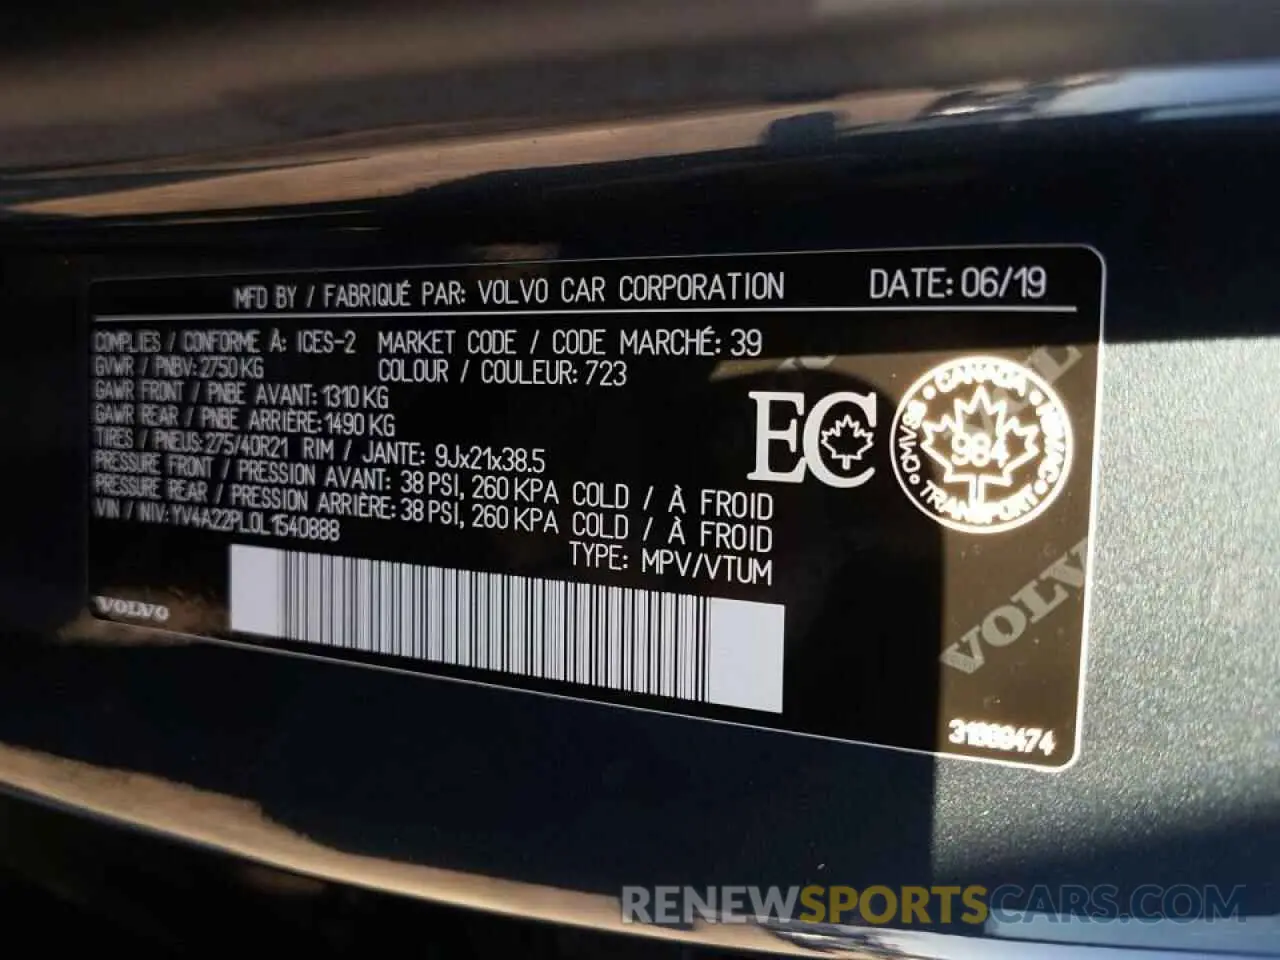 MFD BY / FABRIQUÉ PAR: VOLVO CAR CORPORATION DATE: 06/19
COMPLIES / CONFORME À: ICES-2 MARKET CODE / CODE MARCHÉ: 39
GVWR / PNBV: 2750 KG COLOUR / COULEUR: 723
GAWR FRONT / PNBE AVANT: 1310 KG
GAWR REAR / PNBE ARRIÈRE: 1490 KG
TIRES / PNEUS: 275/40R21 RIM / JANTE: 9Jx21x38.5
PRESSURE FRONT / PRESSION AVANT: 38 PSI, 260 KPA COLD / À FROID
PRESSURE REAR / PRESSION ARRIÈRE: 38 PSI, 260 KPA COLD / À FROID
VIN / NIV: YV4A22PL0L1540888
TYPE: MPV/VTUM
EC
CANADA
984
TRANSPORT
CMVSS
NSVAC
VOLVO
VOLVO
VOL
RENEWSPORTSCARS.COM